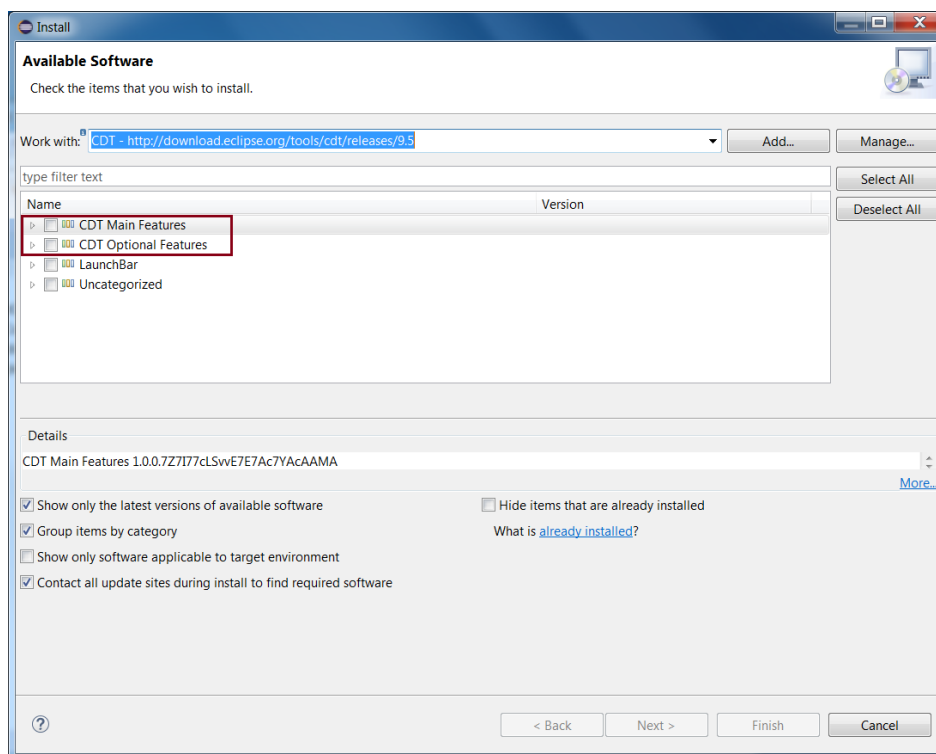 Install
Available Software
Check the items that you wish to install.
Work with: CDT - http://download.eclipse.org/tools/cdt/releases/9.5 Add... Manage...
type filter text Select All
Name Version Deselect All
CDT Main Features
CDT Optional Features
LaunchBar
Uncategorized
Details
CDT Main Features 1.0.0.7Z7I77cLSvvE7E7Ac7YAcAAMA
More..
Show only the latest versions of available software Hide items that are already installed
Group items by category What is already installed?
Show only software applicable to target environment
Contact all update sites during install to find required software
? < Back Next > Finish Cancel